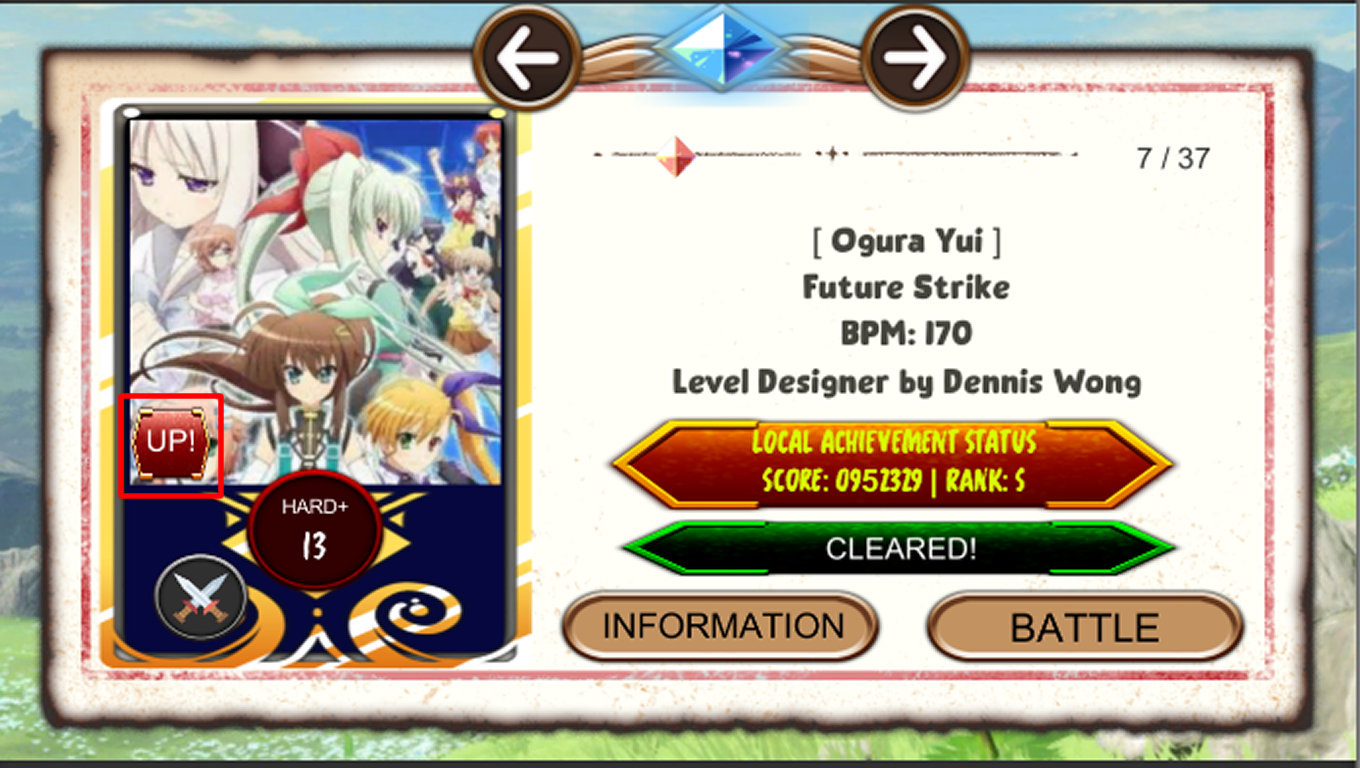 7 / 37
[ Ogura Yui ]
Future Strike
BPM: 170
Level Designer by Dennis Wong
LOCAL ACHIEVEMENT STATUS
SCORE: 0952329 | RANK: S
CLEARED!
UP!
HARD+
13
INFORMATION
BATTLE